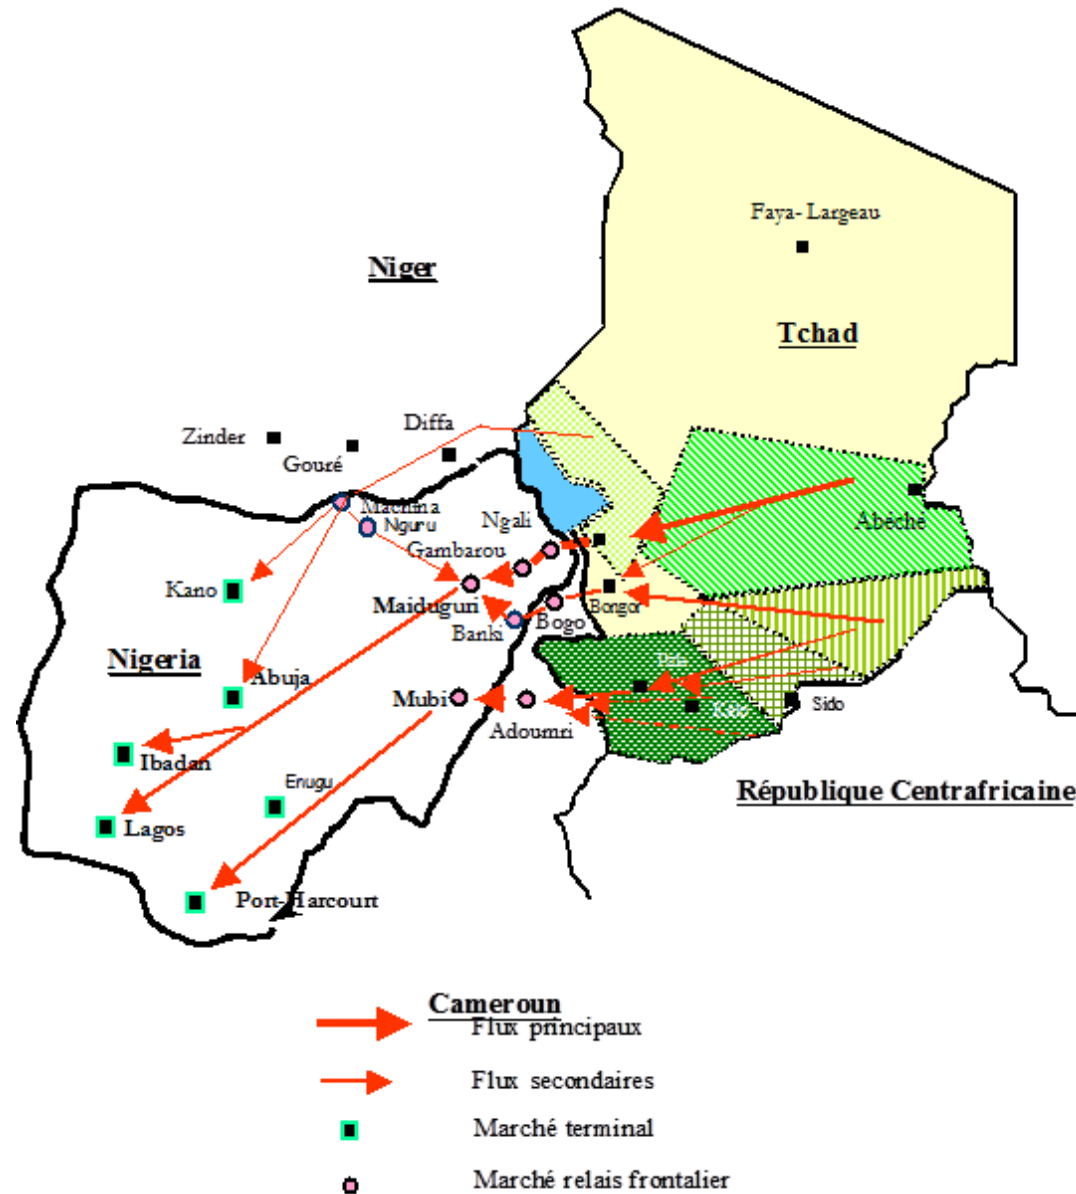 Faya- Largeau
Niger
Tchad
Diffa
Zinder
Gouré
Machina
Nguru
Ngali
Abéché
Gambarou
Kano
Maiduguri
Bongor
Bogo
Banki
Nigeria
Abuja
Mubi
Sido
Adoumri
Ibadan
Enugu
République Centrafricaine
Lagos
Port-Harcourt
Cameroun
Flux principaux
Flux secondaires
Marché terminal
Marché relais frontalier